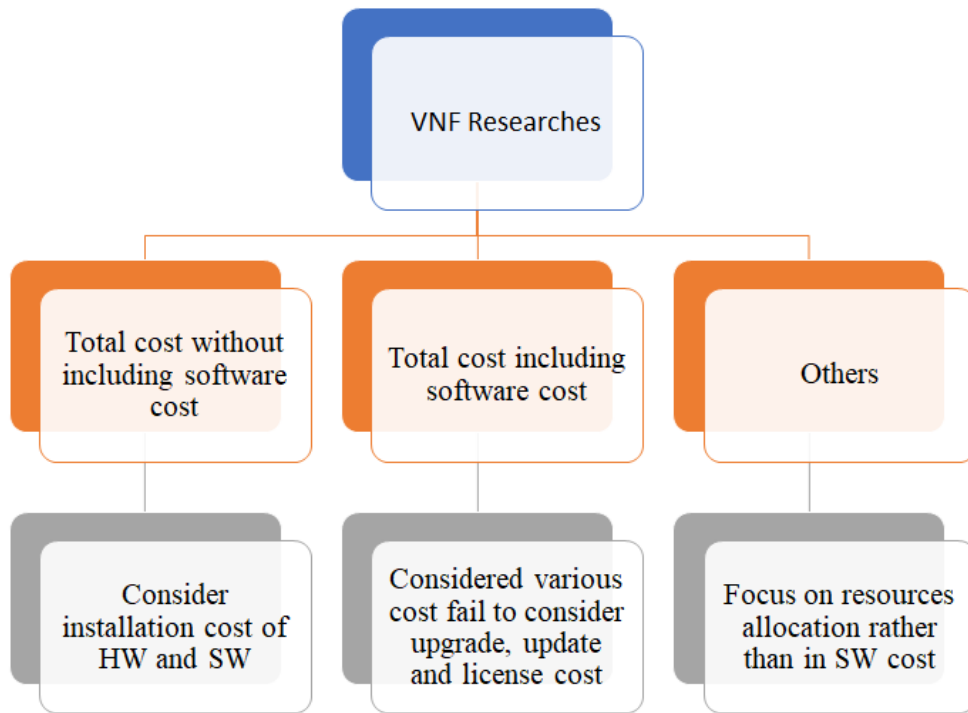 VNF Researches
Total cost without
including software
cost
Total cost including
software cost
Others
Consider
installation cost of
HW and SW
Considered various
cost fail to consider
upgrade, update
and license cost
Focus on resources
allocation rather
than in SW cost